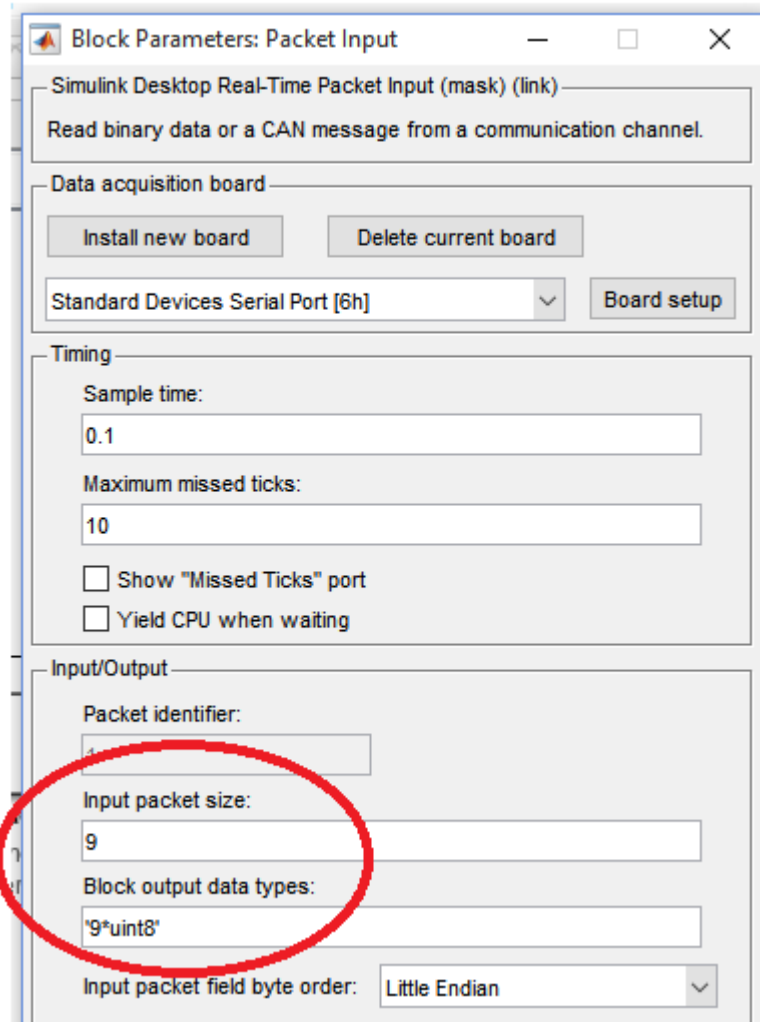 Block Parameters: Packet Input
Simulink Desktop Real-Time Packet Input (mask) (link)
Read binary data or a CAN message from a communication channel.
Data acquisition board
Install new board
Delete current board
Standard Devices Serial Port [6h]
Board setup
Timing
Sample time:
0.1
Maximum missed ticks:
10
Show "Missed Ticks" port
Yield CPU when waiting
Input/Output
Packet identifier:
Input packet size:
9
Block output data types:
'9*uint8'
Input packet field byte order:
Little Endian